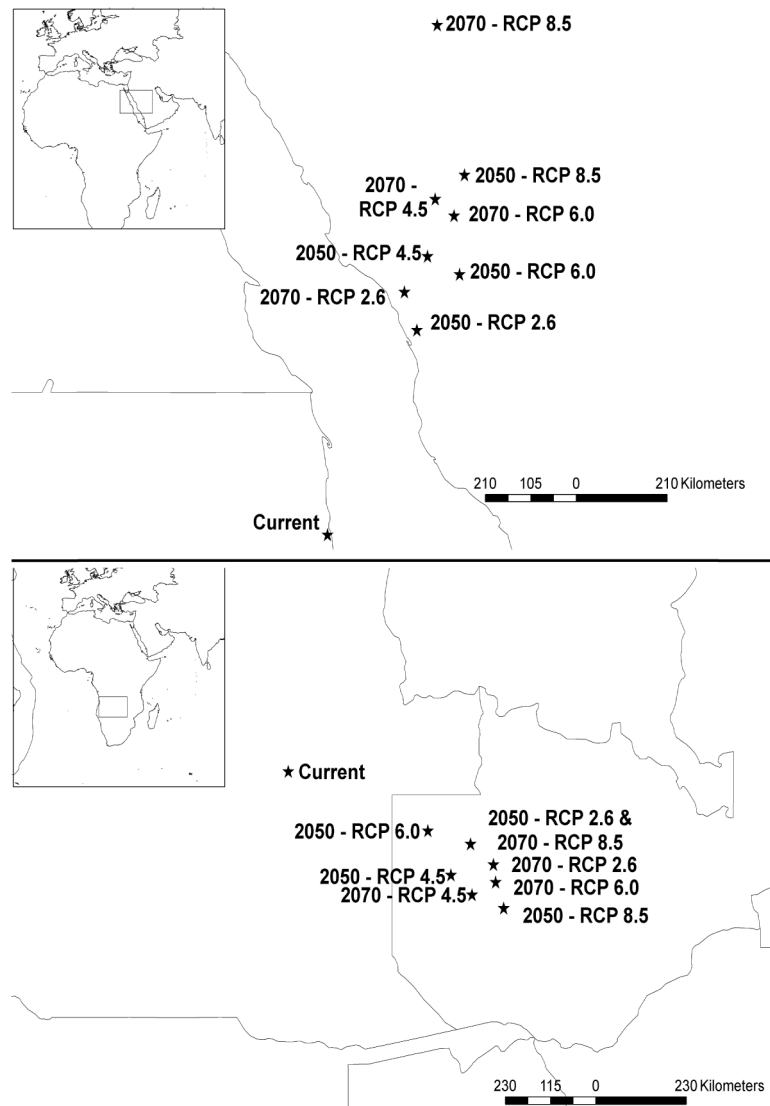 2070 - RCP 8.5
2050 - RCP 8.5
2070 -
RCP 4.5
2070 - RCP 6.0
2050 - RCP 4.5
2050 - RCP 6.0
2070 - RCP 2.6
2050 - RCP 2.6
210 105 0 210 Kilometers
Current
Current
2050 - RCP 2.6 &
2050 - RCP 6.0
2070 - RCP 8.5
2070 - RCP 2.6
2050 - RCP 4.5
2070 - RCP 6.0
2070 - RCP 4.5
2050 - RCP 8.5
230 115 0 230 Kilometers